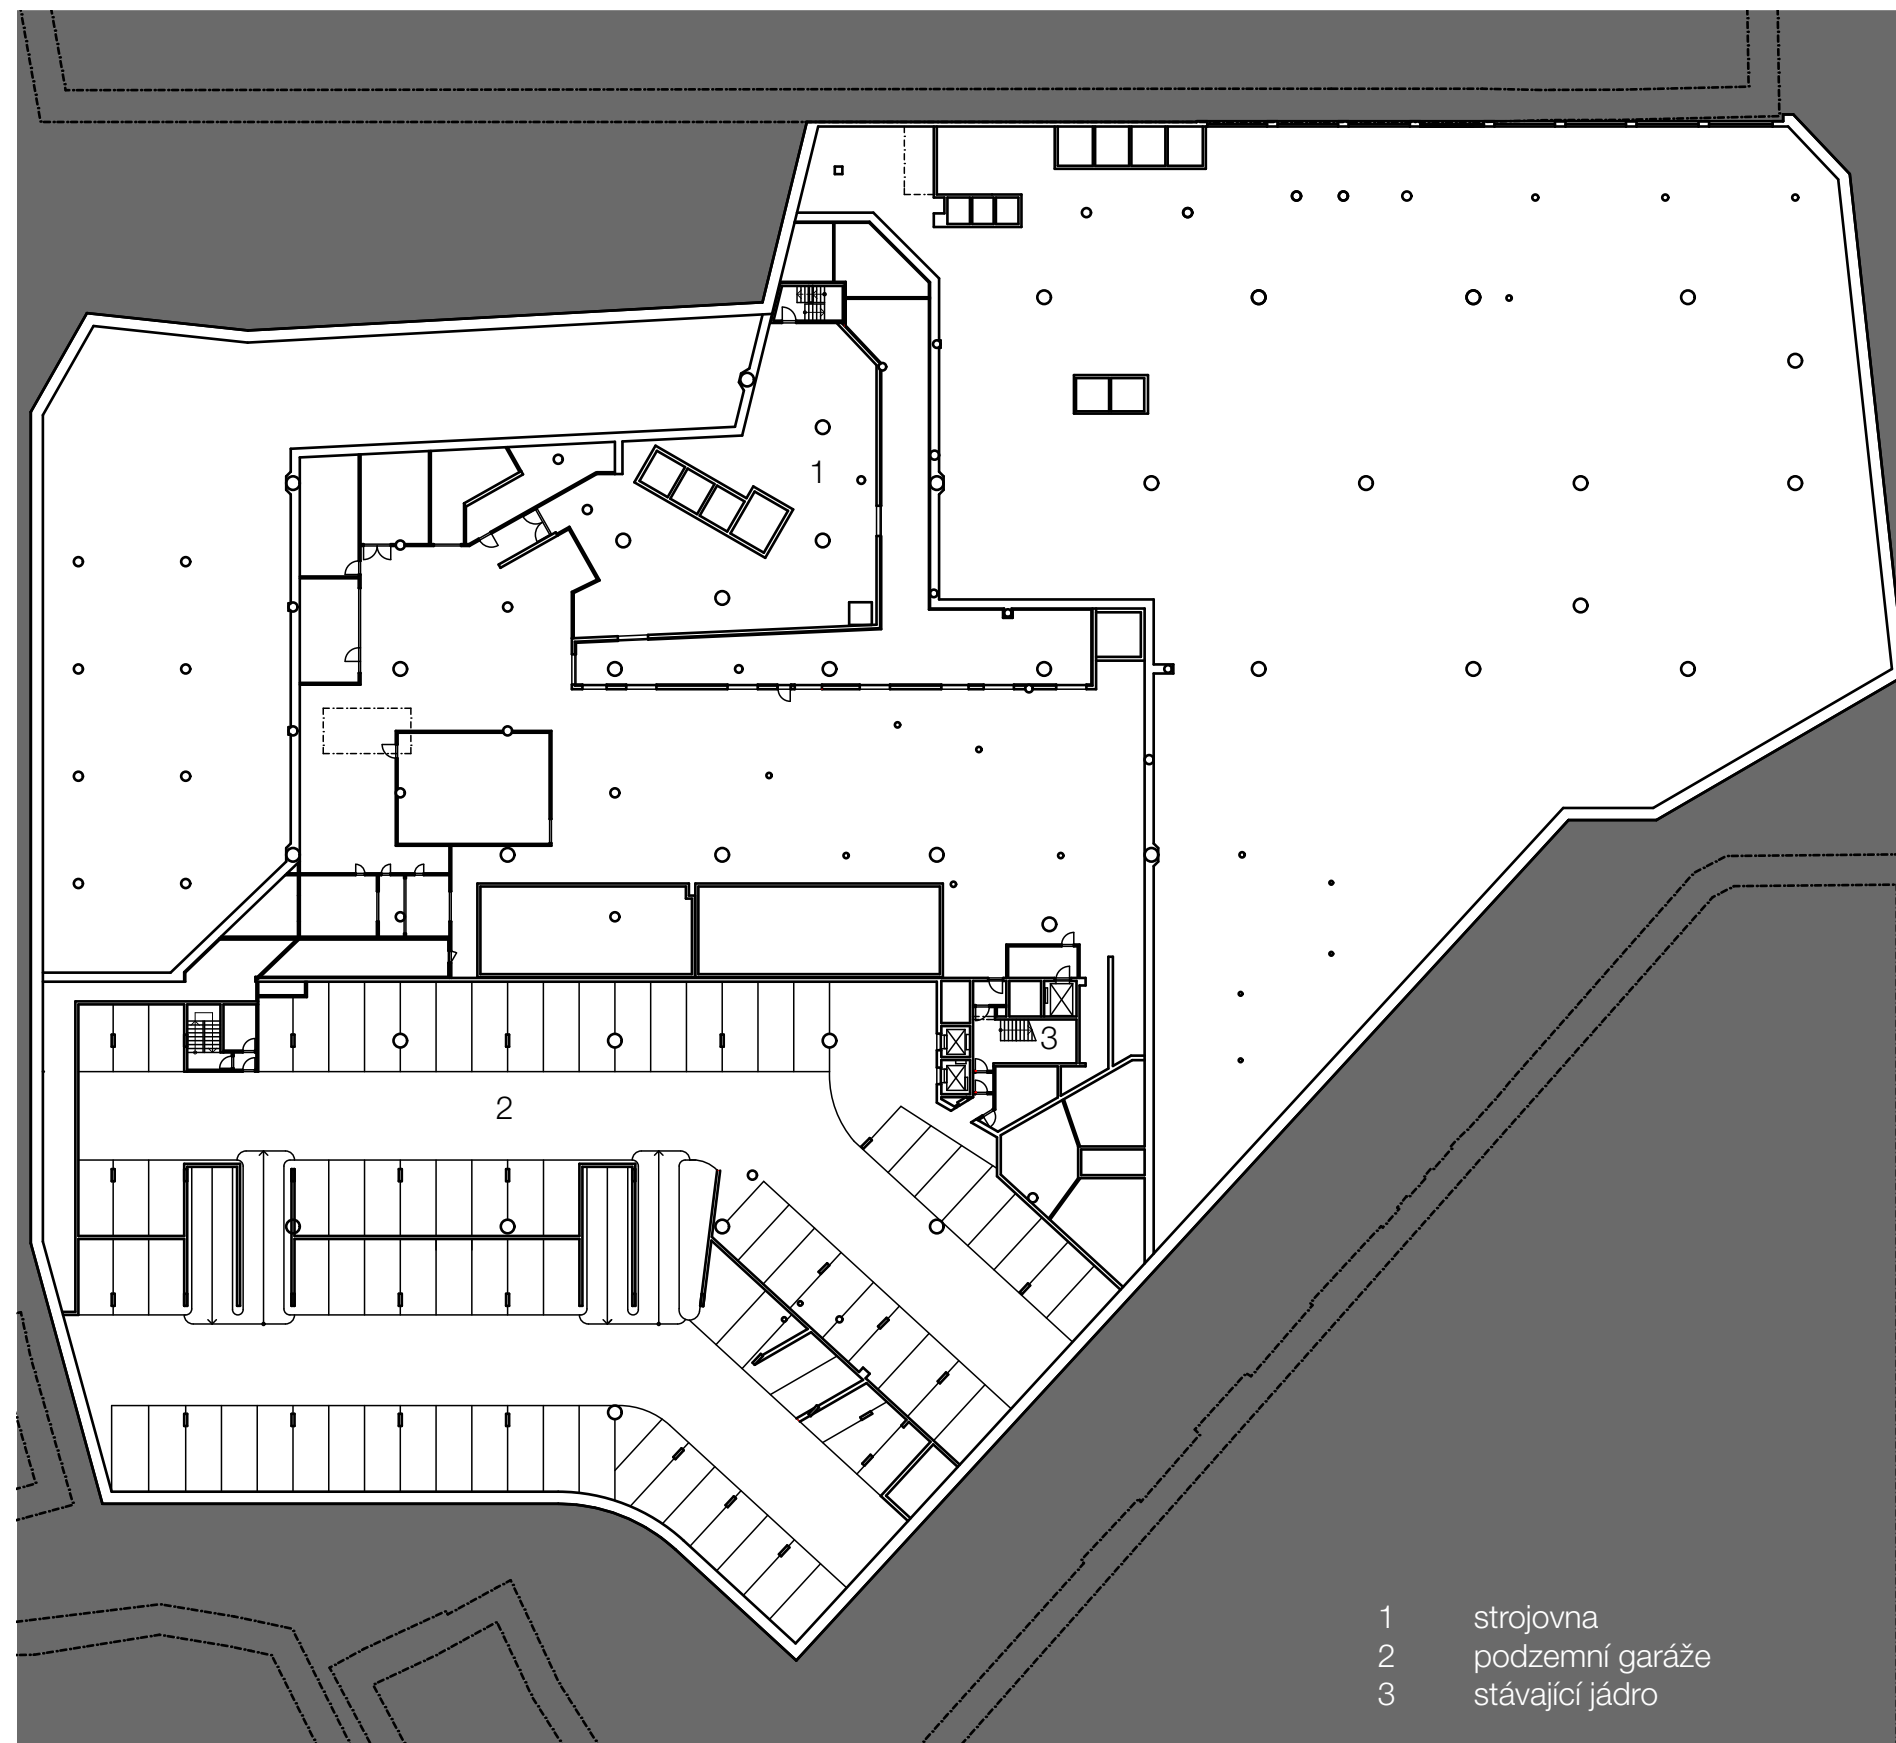 1
2
3
1 strojovna
2 podzemní garáže
3 stávající jádro